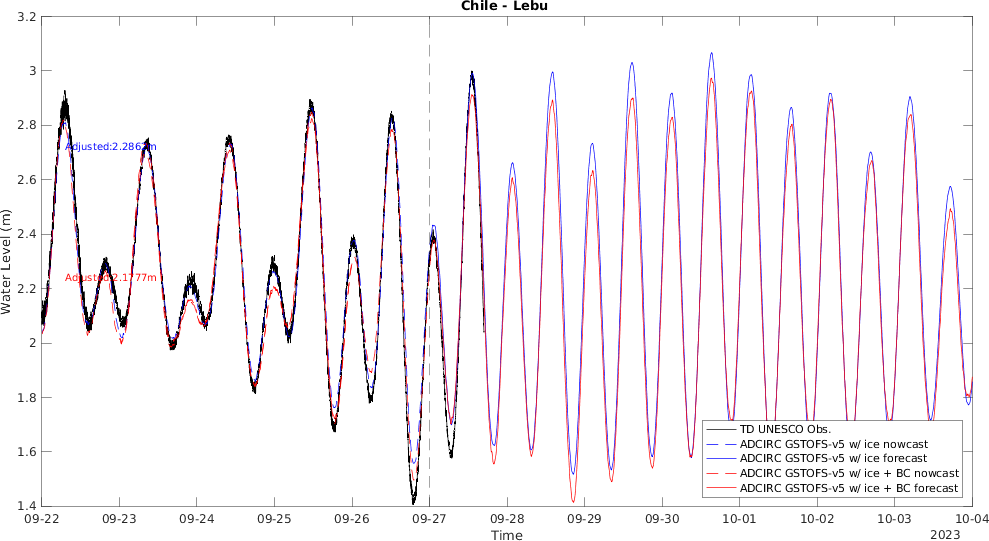 Chile - Lebu
3.2
3
2.8
2.6
2.4
2.2
2
1.8
1.6
1.4
Water Level (m)
Adjusted:2.286 m
Adjusted:2.1777m
TD UNESCO Obs.
ADCIRC GSTOFS-v5 w/ ice nowcast
ADCIRC GSTOFS-v5 w/ ice forecast
ADCIRC GSTOFS-v5 w/ ice + BC nowcast
ADCIRC GSTOFS-v5 w/ ice + BC forecast
09-22 09-23 09-24 09-25 09-26 09-27 09-28 09-29 09-30 10-01 10-02 10-03 10-04
Time
2023